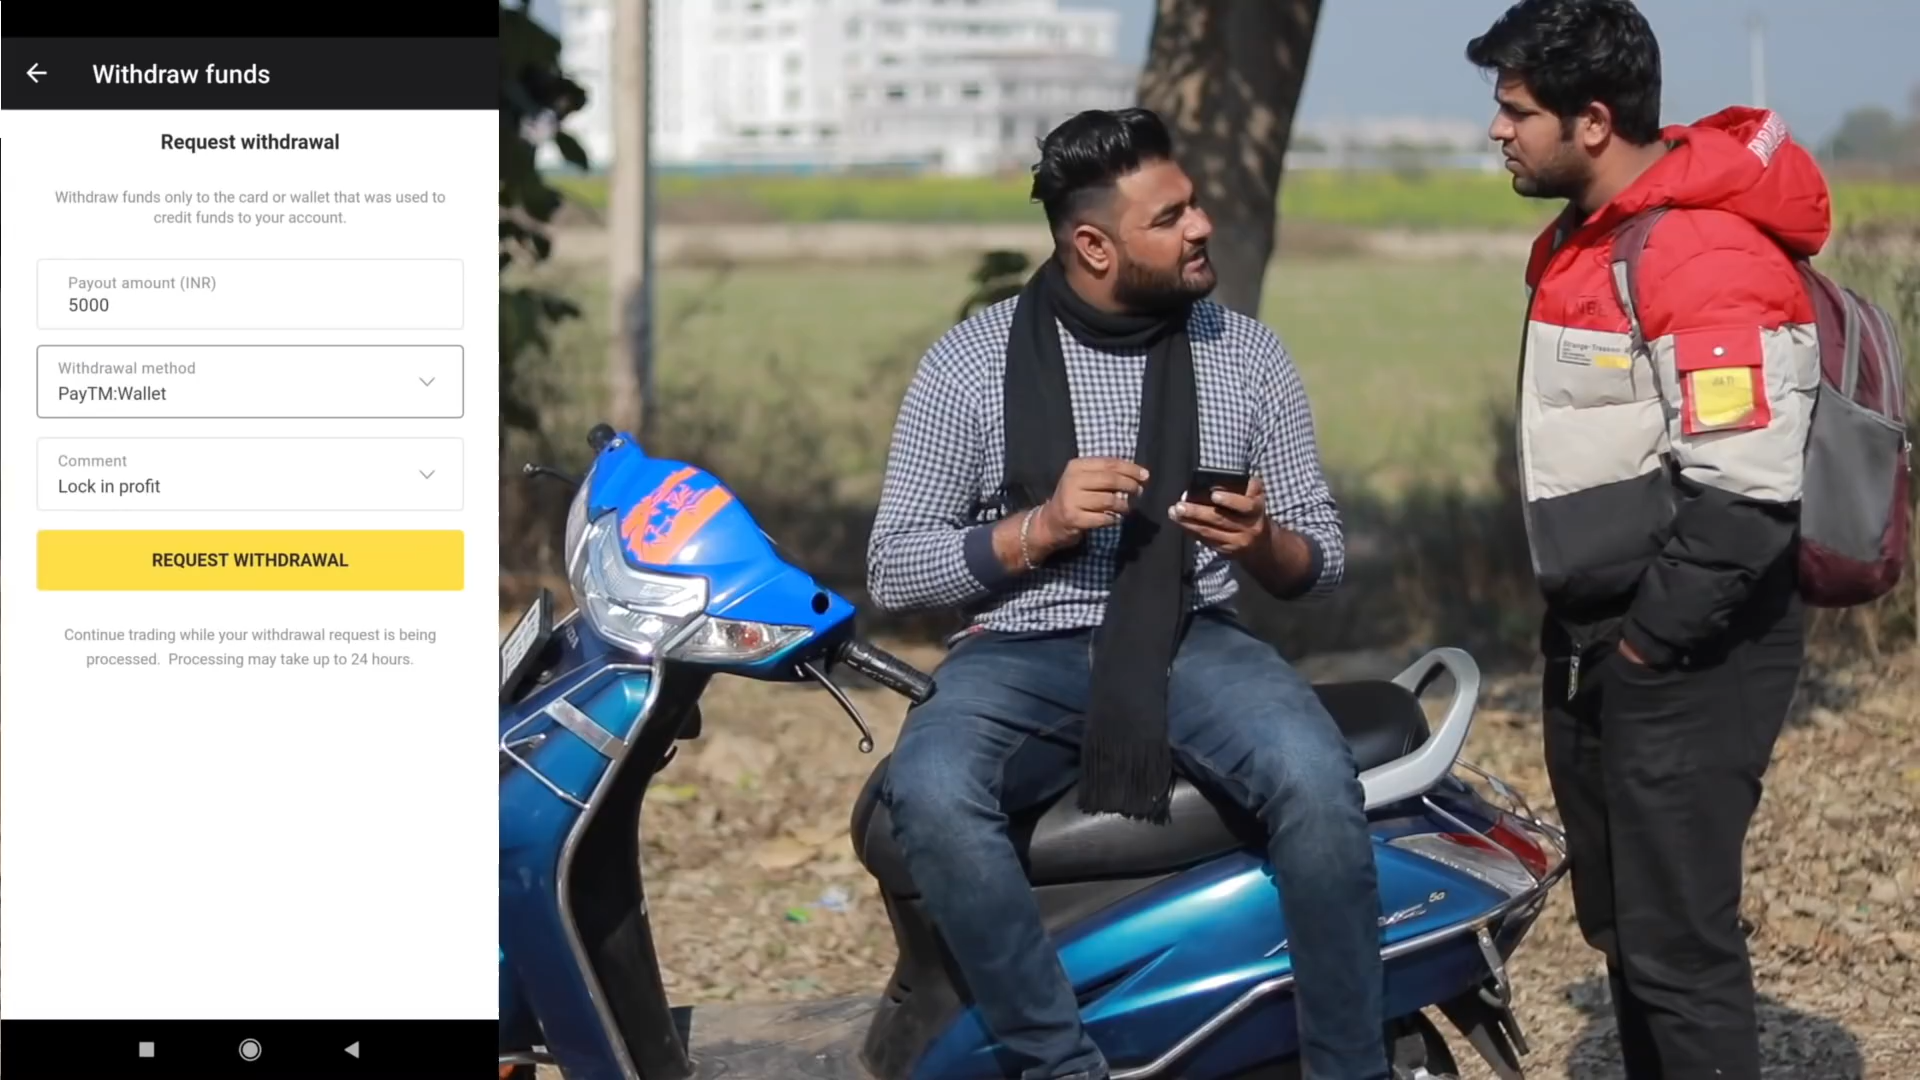 Withdraw funds
Request withdrawal
Withdraw funds only to the card or wallet that was used to
credit funds to your account.
Payout amount (INR)
5000
Withdrawal method
PayTM:Wallet
Comment
Lock in profit
REQUEST WITHDRAWAL
Continue trading while your withdrawal request is being
processed. Processing may take up to 24 hours.
5G